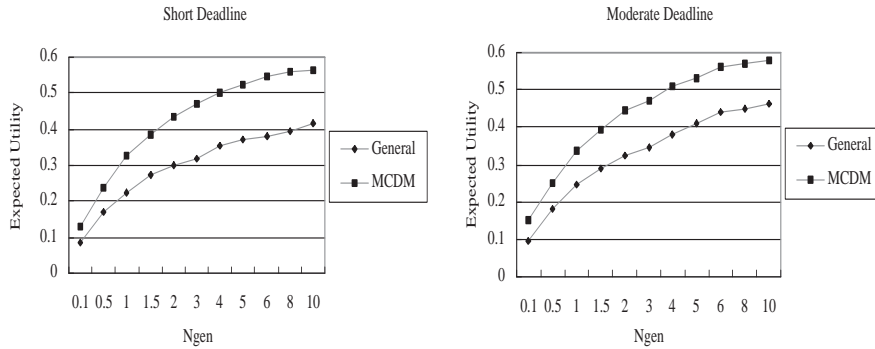 Short Deadline
0.6
0.5
0.4
0.3
0.2
0.1
0
Expected Utility
0.1 0.5 1 1.5 2 3 4 5 6 8 10
Ngen
General
MCDM
Moderate Deadline
0.6
0.5
0.4
0.3
0.2
0.1
0
Expected Utility
0.1 0.5 1 1.5 2 3 4 5 6 8 10
Ngen
General
MCDM